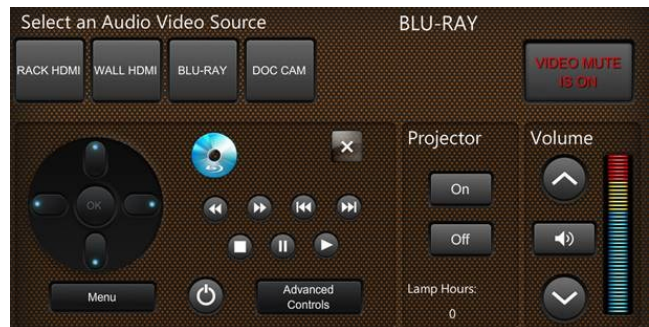 Select an Audio Video Source
BLU-RAY
RACK HDMI
WALL HDMI
BLU-RAY
DOC CAM
VIDEO MUTE
IS ON
OK
Menu
Advanced
Controls
Projector
On
Off
Lamp Hours:
0
Volume